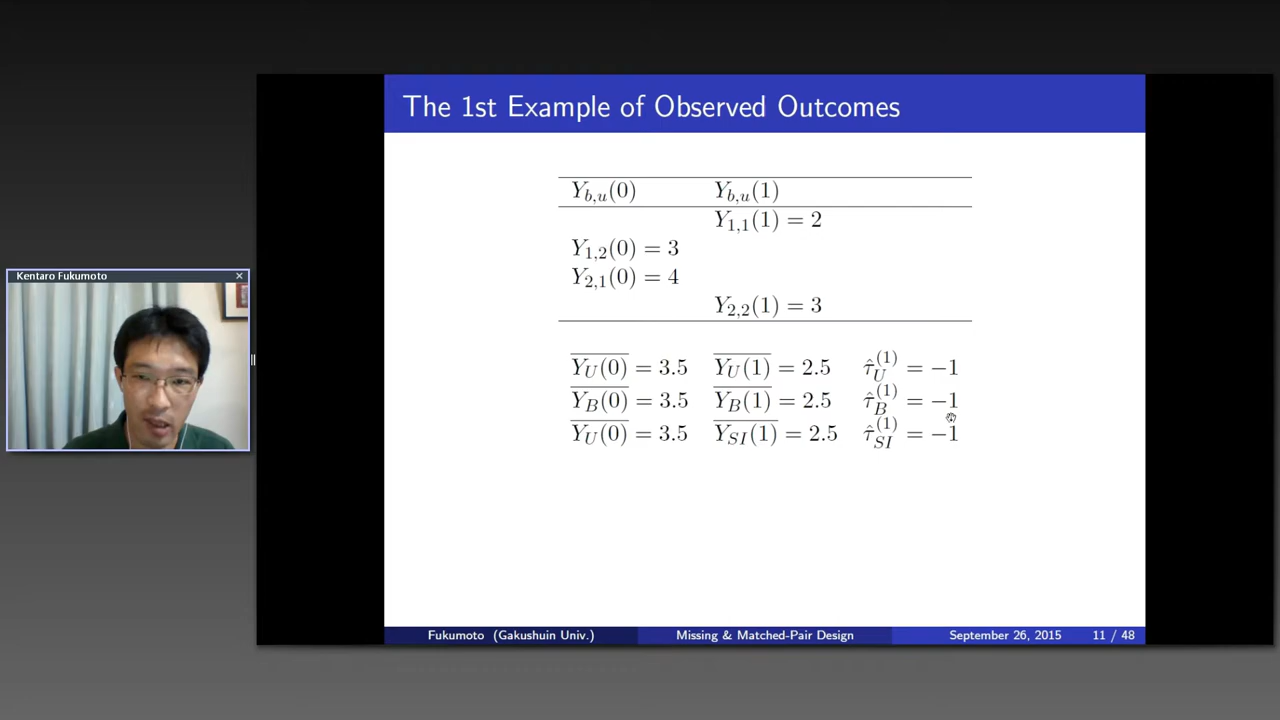 The 1st Example of Observed Outcomes
Y_{b,u}(0) Y_{b,u}(1)
Y_{1,1}(1) = 2
Y_{1,2}(0) = 3
Y_{2,1}(0) = 4
Y_{2,2}(1) = 3
\overline{Y_U(0)} = 3.5 \overline{Y_U(1)} = 2.5 \hat{τ}_U^{(1)} = −1
\overline{Y_B(0)} = 3.5 \overline{Y_B(1)} = 2.5 \hat{τ}_B^{(1)} = −1
\overline{Y_U(0)} = 3.5 \overline{Y_{SI}(1)} = 2.5 \hat{τ}_{SI}^{(1)} = −1
Kentaro Fukumoto
Fukumoto (Gakushuin Univ.) Missing & Matched-Pair Design September 26, 2015 11 / 48